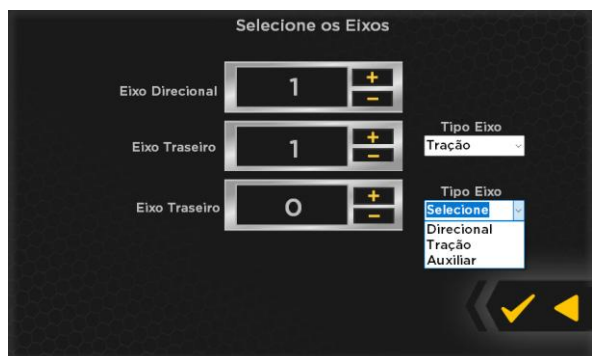 Selecione os Eixos
Eixo Direcional 1 + −
Eixo Traseiro 1 + − Tipo Eixo Tração
Eixo Traseiro 0 + − Tipo Eixo Selecione
Direcional
Tração
Auxiliar